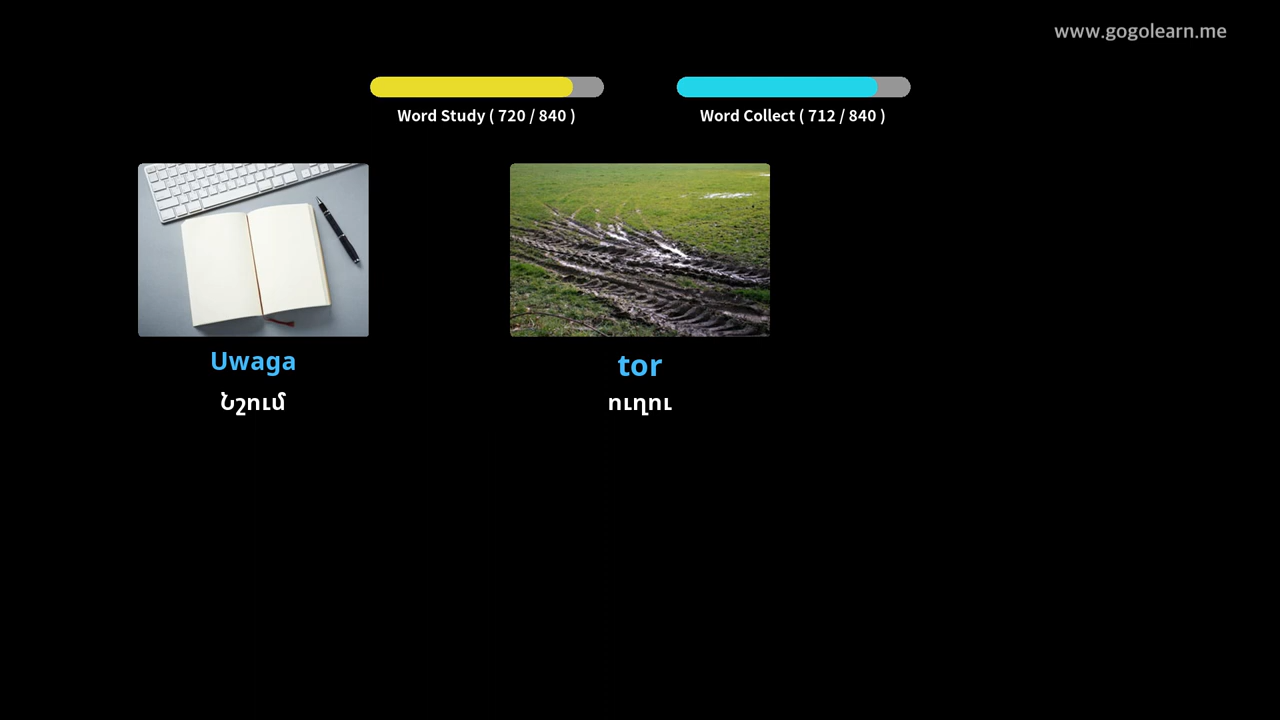 www.gogolearn.me
Word Study ( 720 / 840 )
Word Collect ( 712 / 840 )
Uwaga
tor
Նշում
ուղու